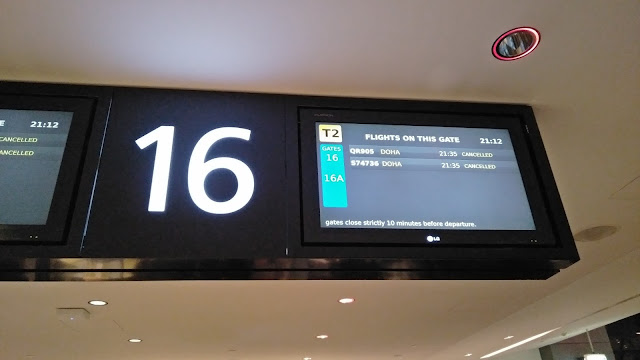 E 21:12
CANCELLED
CANCELLED
16
T2 FLIGHTS ON THIS GATE 21:12
GATES
16
16A
QR905 DOHA 21:35 CANCELLED
S74736 DOHA 21:35 CANCELLED
gates close strictly 10 minutes before departure.
LG